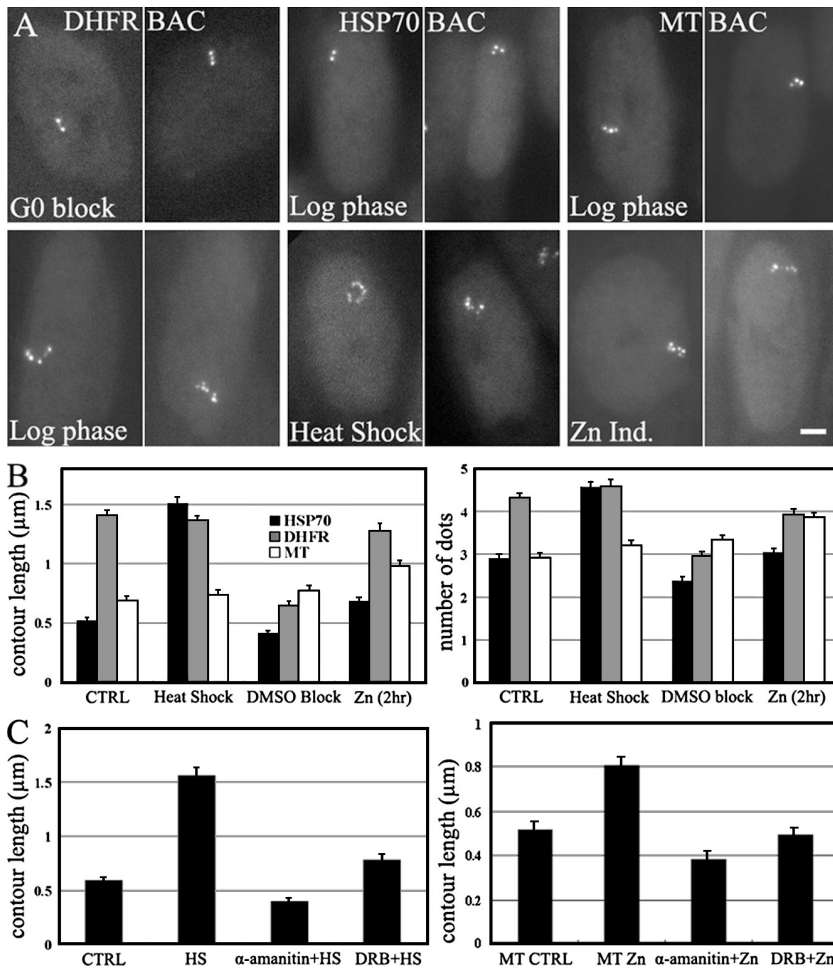 A
DHFR BAC
HSP70 BAC
MT BAC
G0 block
Log phase
Log phase
Log phase
Heat Shock
Zn Ind.
B
contour length (μm)
1.5
1
0.5
0
HSP70
DHFR
MT
CTRL Heat Shock DMSO Block Zn (2hr)
number of dots
5
4
3
2
1
0
CTRL Heat Shock DMSO block Zn (2hr)
C
contour length (μm)
2
1.5
1
0.5
0
CTRL HS α-amanitin+HS DRB+HS
contour length (μm)
1
0.8
0.6
0.4
0.2
0
MT CTRL MT Zn α-amanitin+Zn DRB+Zn